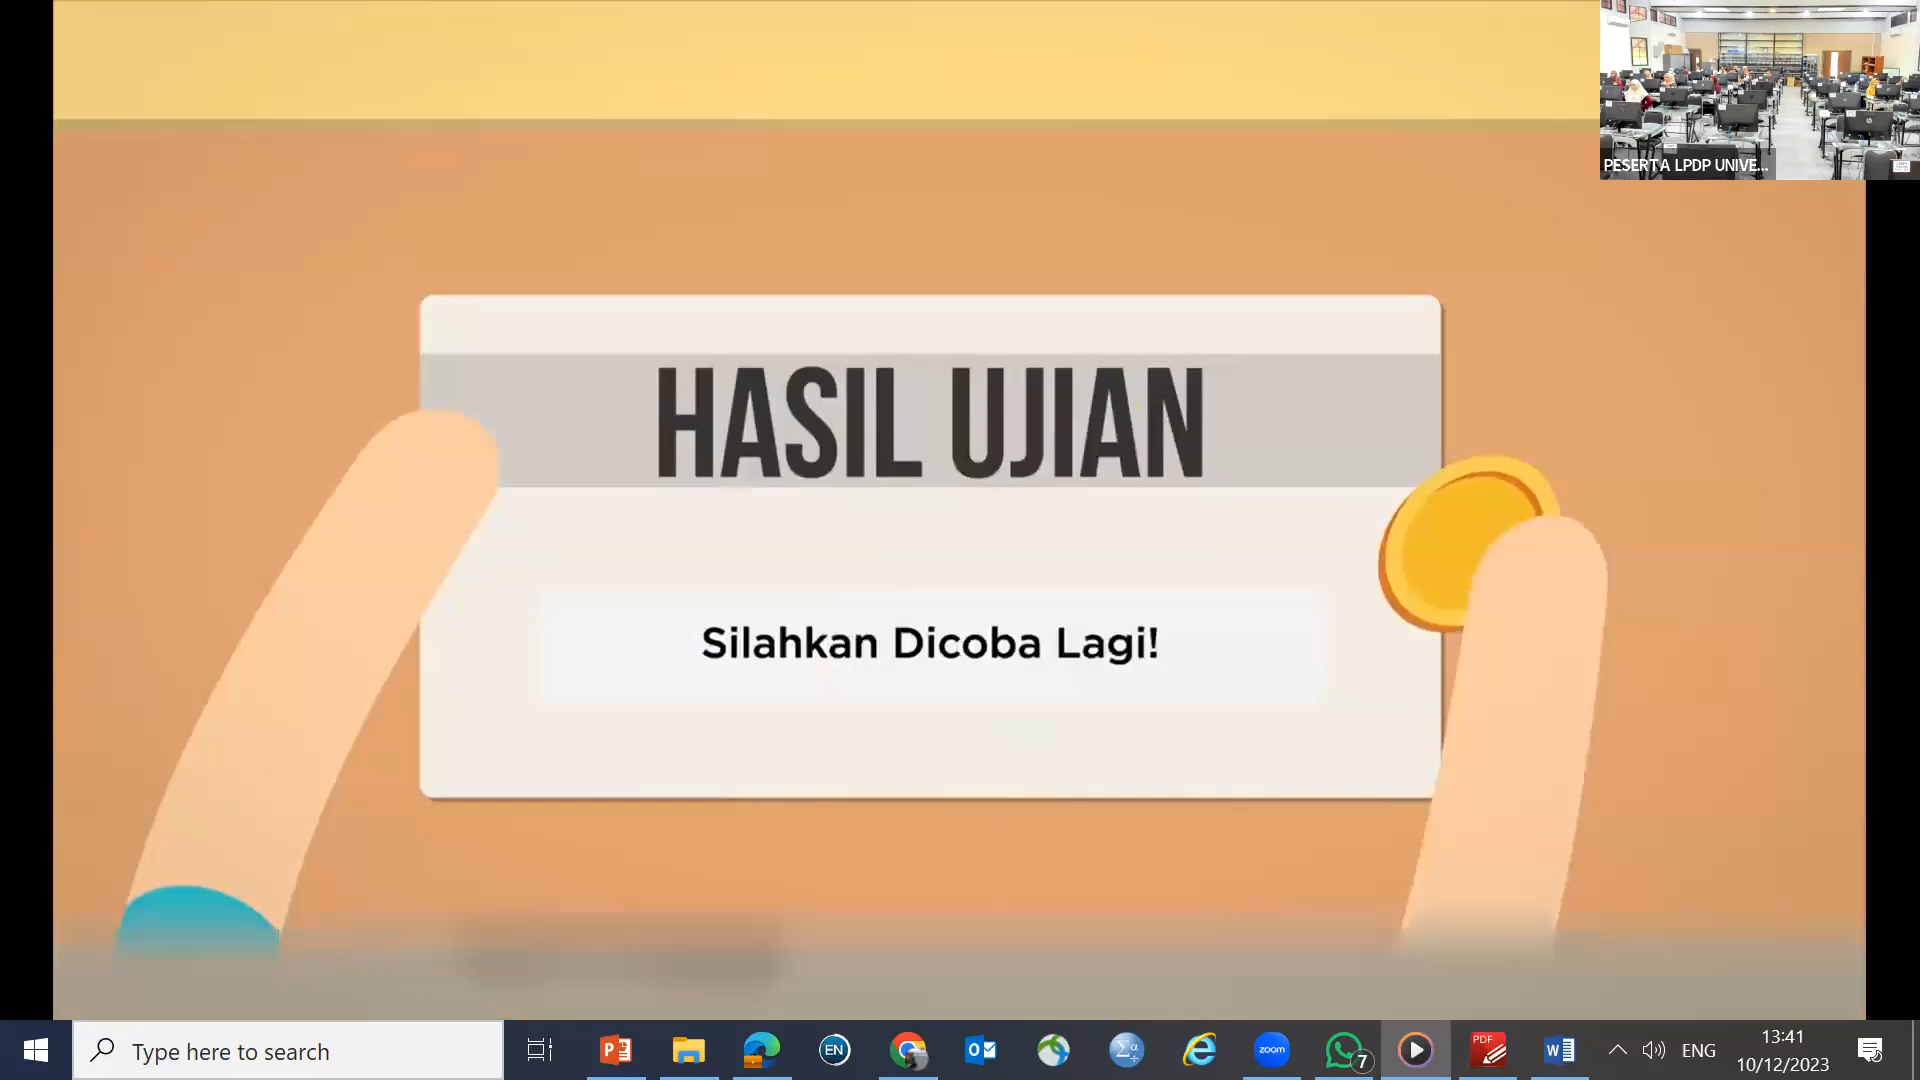 PESERTA LPDP UNIVE...
HASIL UJIAN
Silahkan Dicoba Lagi!
Type here to search
EN
zoom
7
PDF
ENG
13:41
10/12/2023